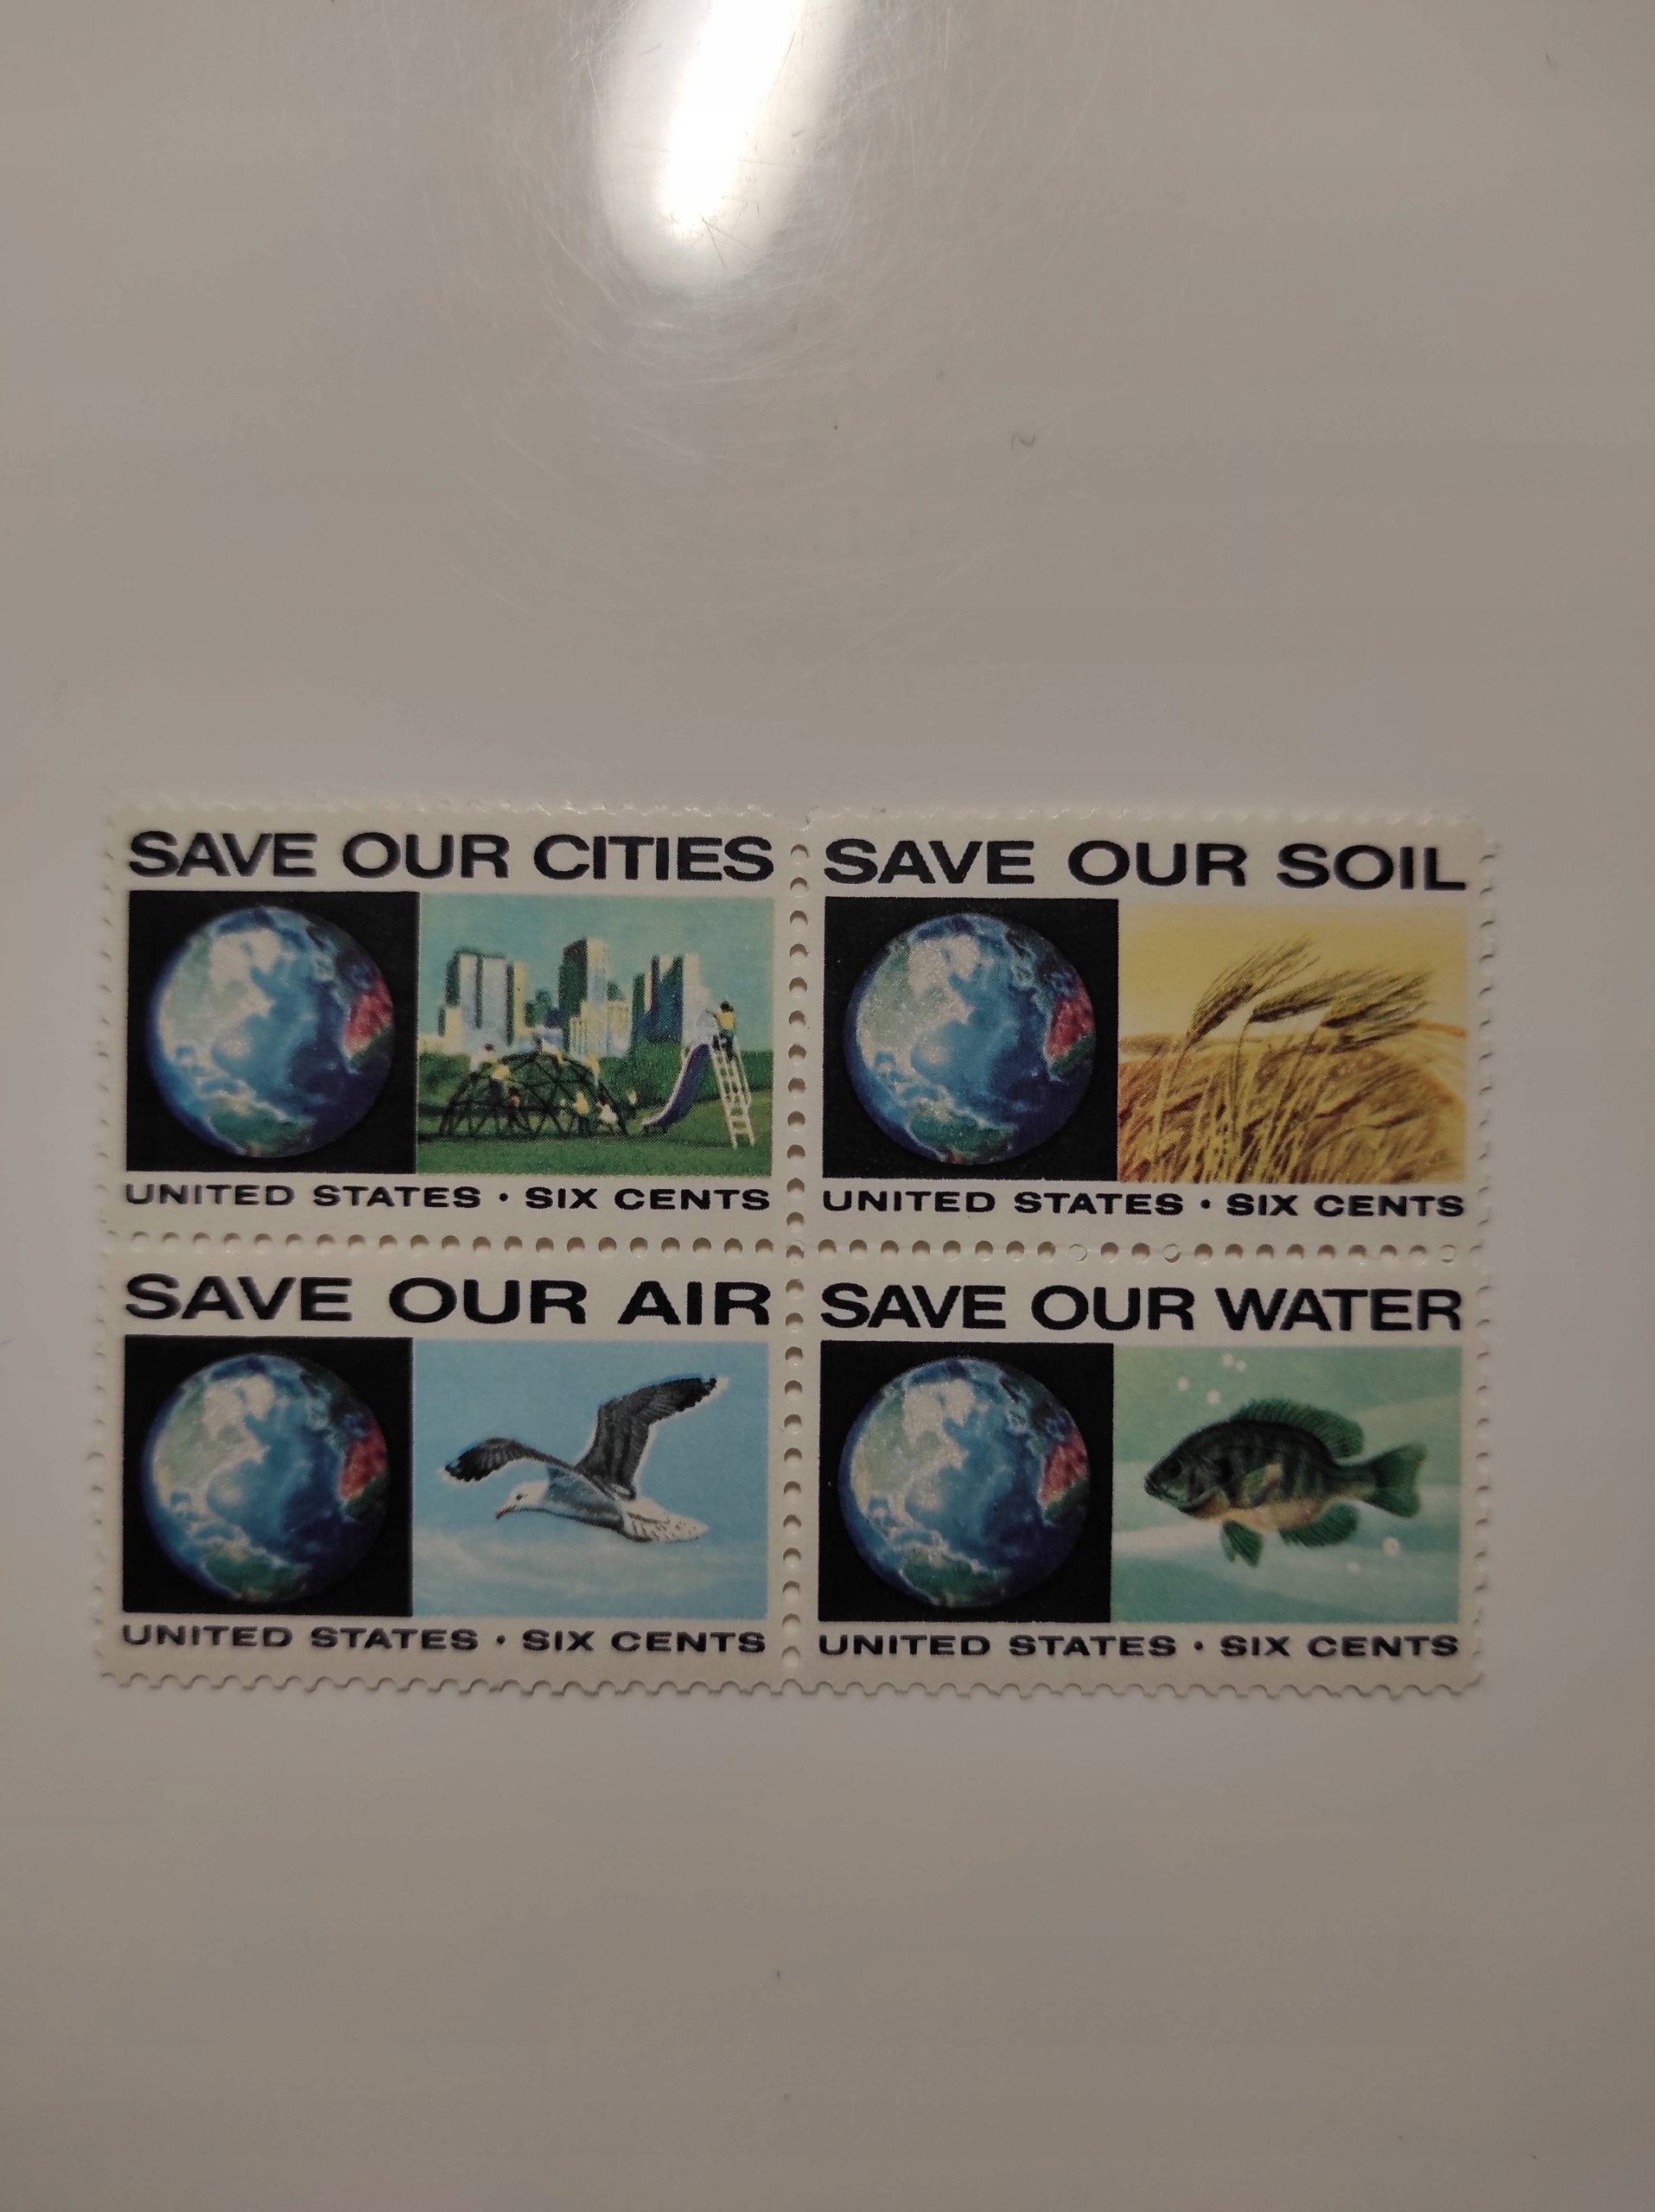 SAVE OUR CITIES
UNITED STATES • SIX CENTS
SAVE OUR SOIL
UNITED STATES • SIX CENTS
SAVE OUR AIR
UNITED STATES • SIX CENTS
SAVE OUR WATER
UNITED STATES • SIX CENTS